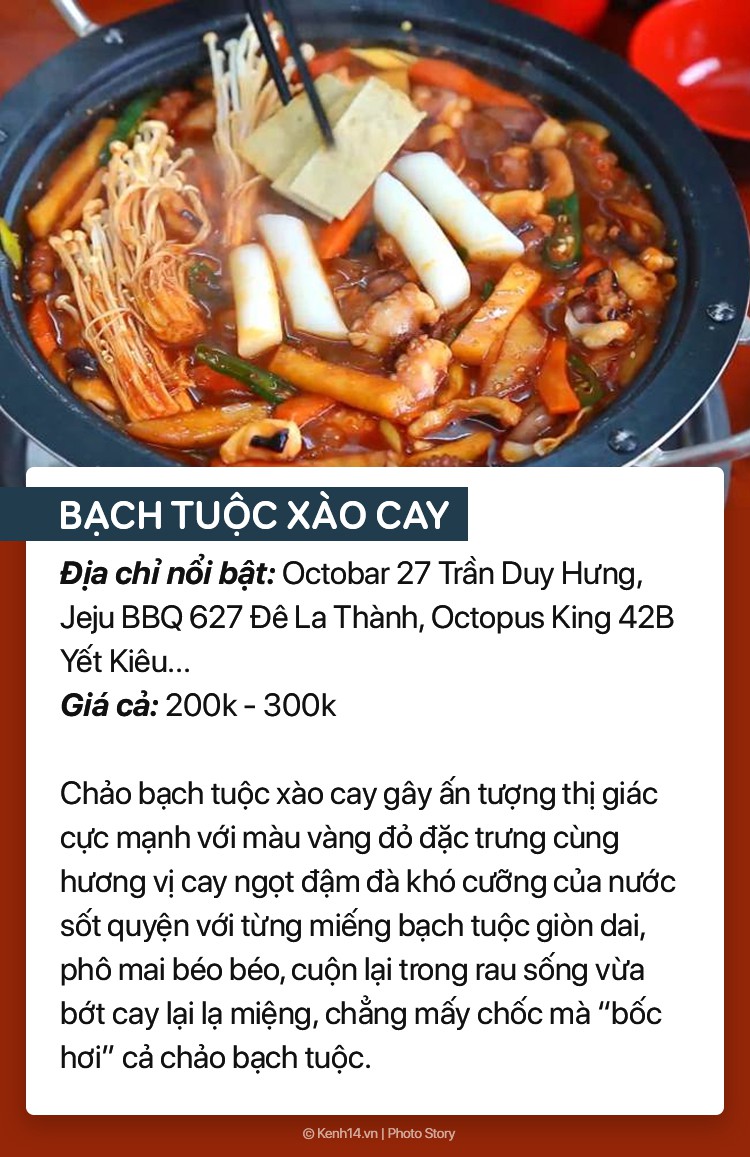 BẠCH TUỘC XÀO CAY
Địa chỉ nổi bật: Octobar 27 Trần Duy Hưng,
Jeju BBQ 627 Đê La Thành, Octopus King 42B
Yết Kiêu...
Giá cả: 200k - 300k
Chảo bạch tuộc xào cay gây ấn tượng thị giác
cực mạnh với màu vàng đỏ đặc trưng cùng
hương vị cay ngọt đậm đà khó cưỡng của nước
sốt quyện với từng miếng bạch tuộc giòn dai,
phô mai béo béo, cuộn lại trong rau sống vừa
bớt cay lại lạ miệng, chẳng mấy chốc mà “bốc
hơi” cả chảo bạch tuộc.
© Kenh14.vn | Photo Story